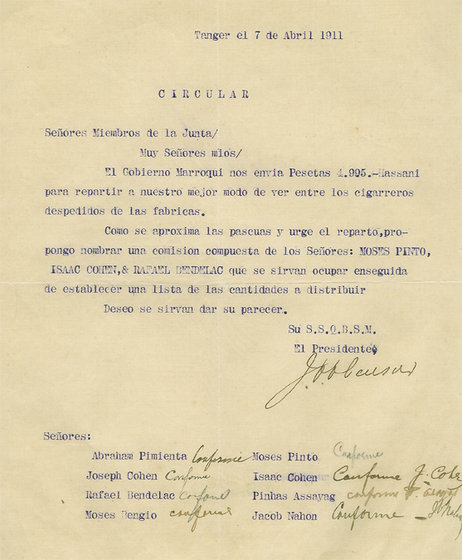 Tanger el 7 de Abril 1911
CIRCULAR
Señores Miembros de la Junta/
Muy Señores mios/
El Gobierno Marroqui nos envia Pesetas 4.995.-Hassani
para repartir a nuestro mejor modo de ver entre los cigarreros
despedidos de las fabricas.
Como se aproxima las pascuas y urge el reparto,pro-
pongo nombrar una comision compuesta de los Señores: MOSES PINTO,
ISAAC COHEN,& RAFAEL BENDELAC que se sirvan ocupar enseguida
de establecer una lista de las cantidades a distribuir
Deseo se sirvan dar su parecer.
Su S.S.Q.B.S.M.
El Presidente
Señores:
Abraham Pimienta Conforme Moses Pinto Conforme
Joseph Cohen Conforme Isaac Cohen Conforme J. Cohe
Rafael Bendelac Conforme Pinhas Assayag conforme
Moses Bengio conforme Jacob Nahon Conforme